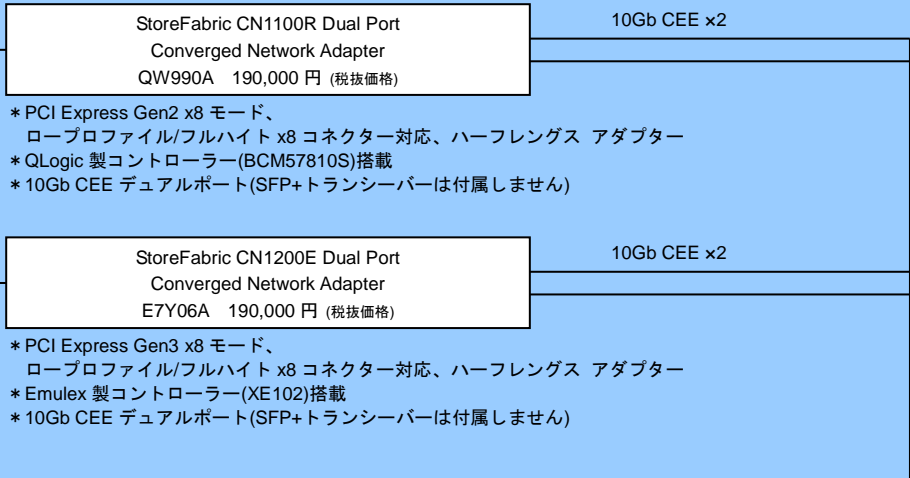 StoreFabric CN1100R Dual Port
Converged Network Adapter
QW990A 190,000 円 (税抜価格)
10Gb CEE ×2
＊PCI Express Gen2 x8 モード、
ロープロファイル/フルハイト x8 コネクター対応、ハーフレングス アダプター
＊QLogic 製コントローラー(BCM57810S)搭載
＊10Gb CEE デュアルポート(SFP+トランシーバーは付属しません)
StoreFabric CN1200E Dual Port
Converged Network Adapter
E7Y06A 190,000 円 (税抜価格)
10Gb CEE ×2
＊PCI Express Gen3 x8 モード、
ロープロファイル/フルハイト x8 コネクター対応、ハーフレングス アダプター
＊Emulex 製コントローラー(XE102)搭載
＊10Gb CEE デュアルポート(SFP+トランシーバーは付属しません)